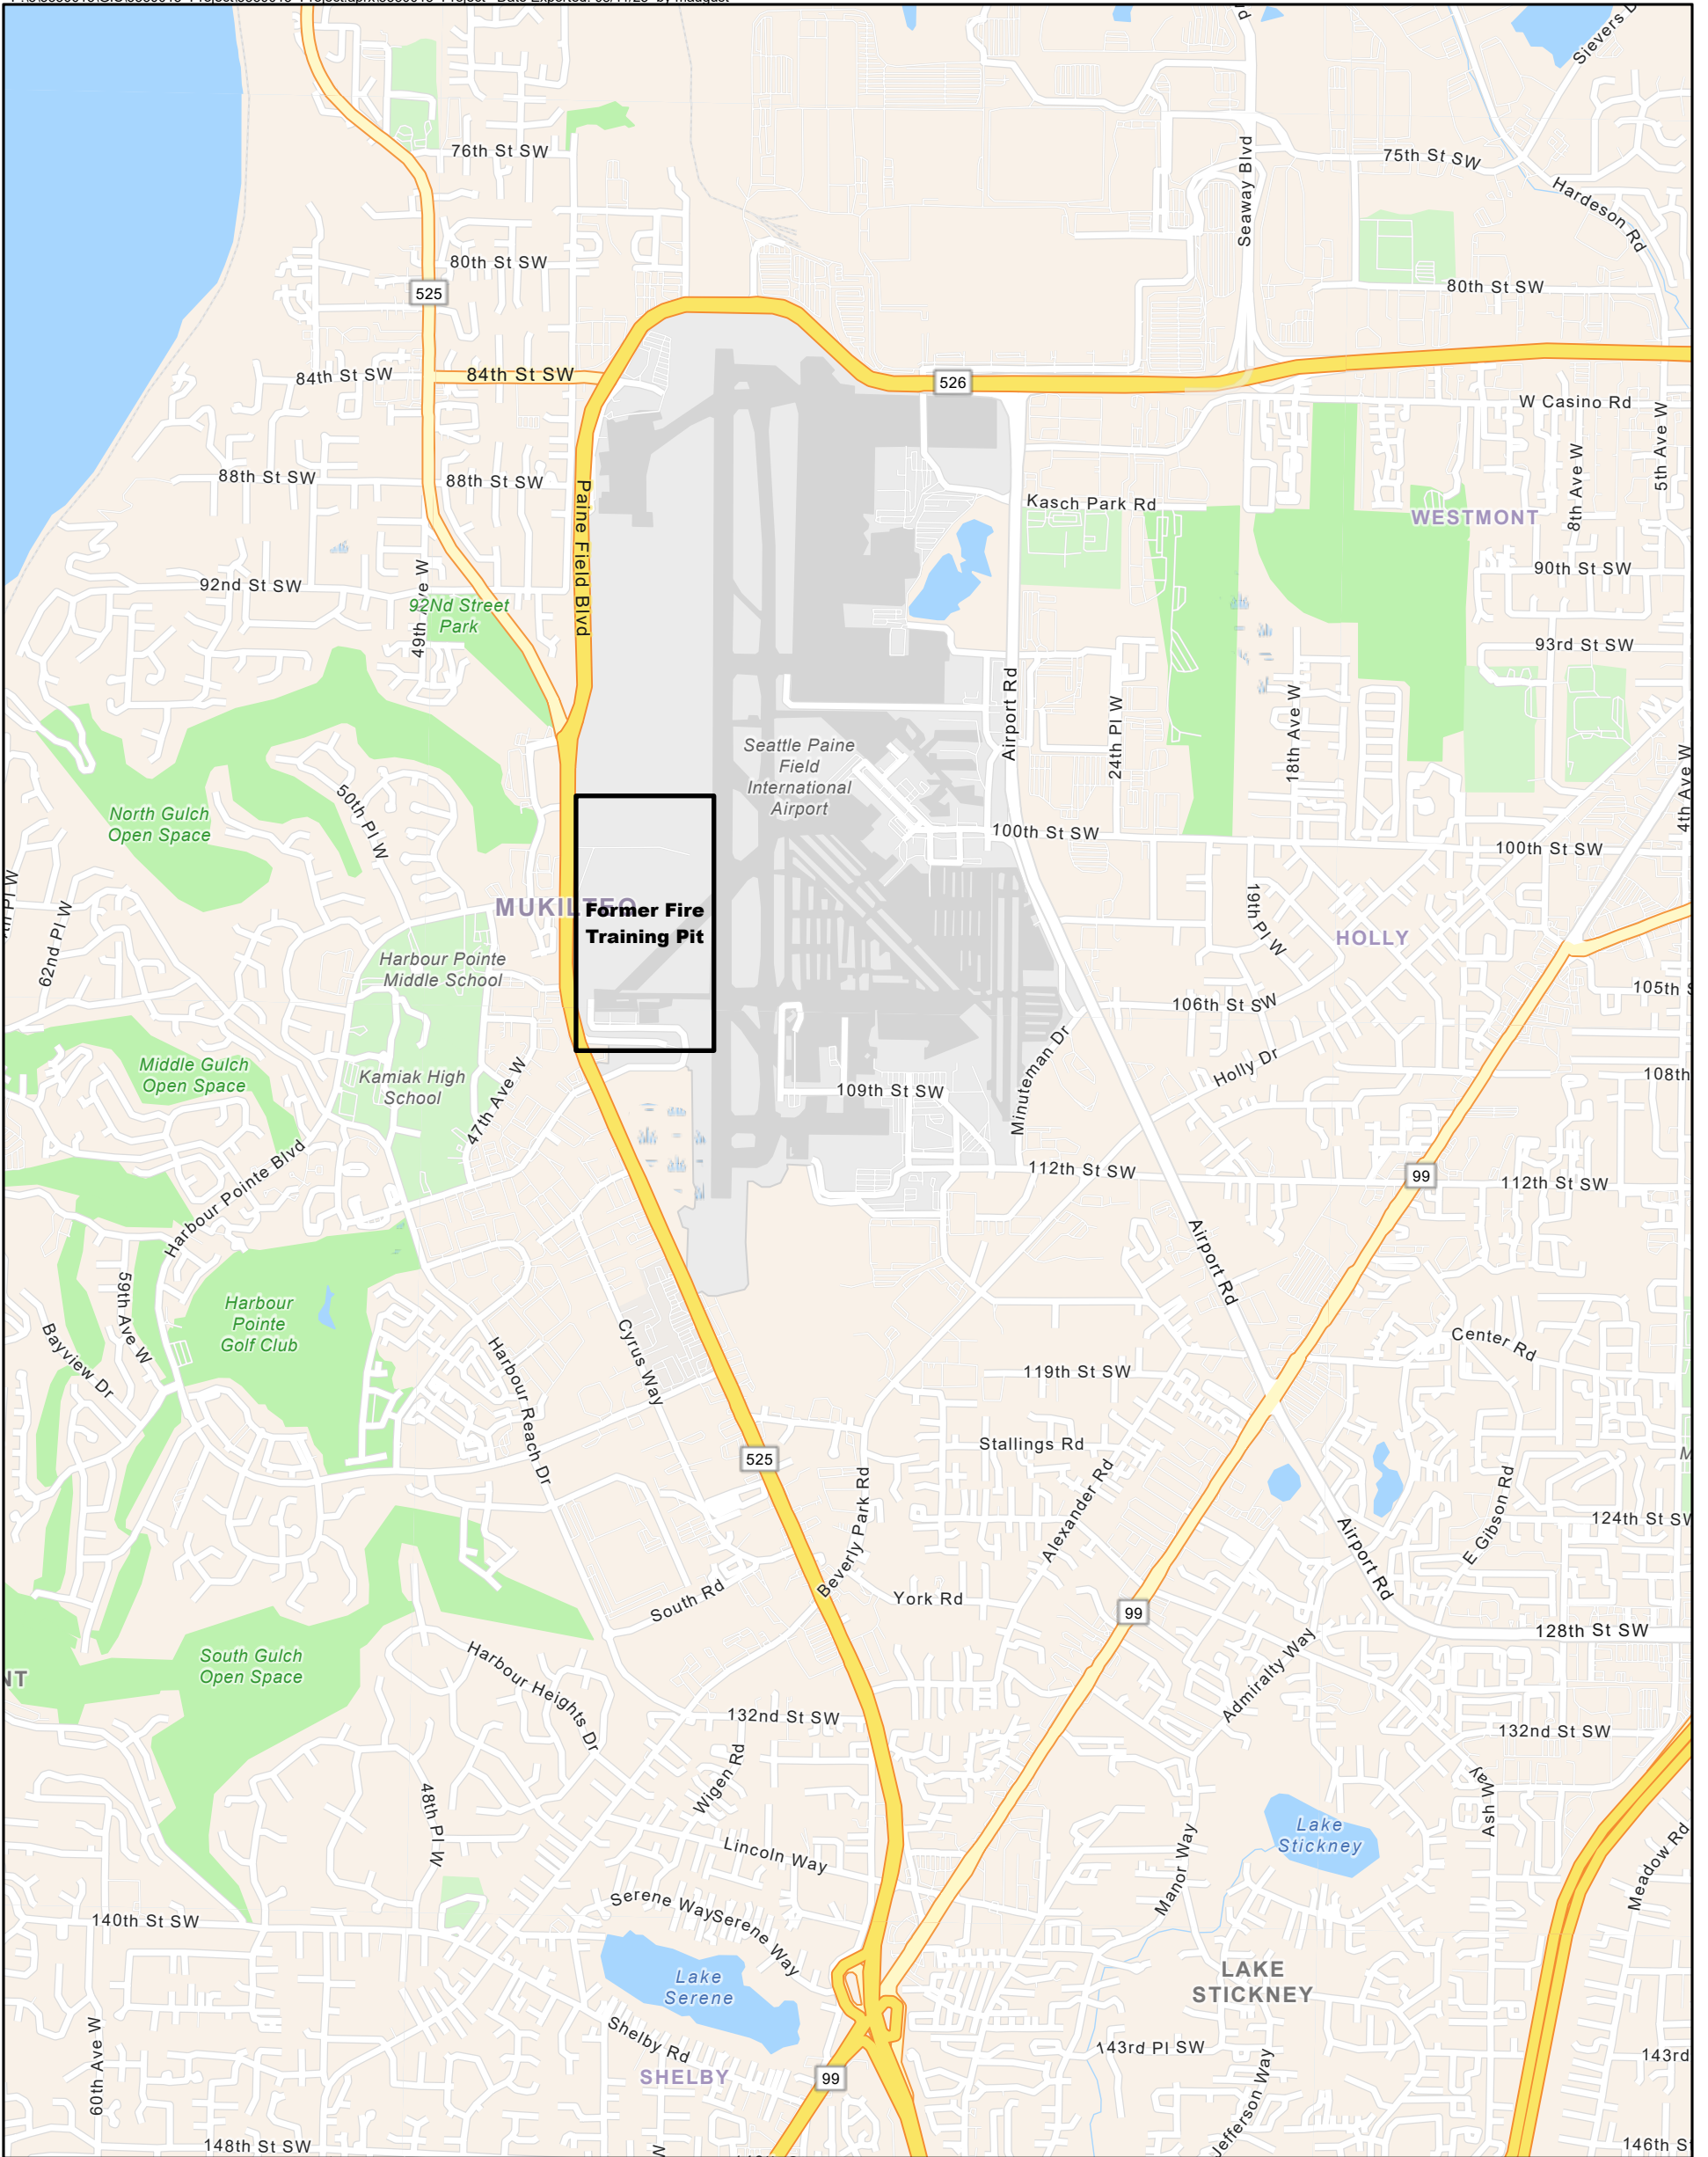 Sievers
76th St SW
75th St SW
Seaway Blvd
Hardeson Rd
80th St SW
525
80th St SW
84th St SW
84th St SW
526
W Casino Rd
5th Ave W
8th Ave W
88th St SW
88th St SW
Paine Field Blvd
Kasch Park Rd
WESTMONT
90th St SW
92nd St SW
49th Ave W
92Nd Street
Park
93rd St SW
Airport Rd
24th Pl W
18th Ave W
4th Ave W
Seattle Paine
Field
International
Airport
North Gulch
Open Space
50th Pl W
100th St SW
100th St SW
62nd Pl W
MUKILTEO
Former Fire
Training Pit
19th Pl W
HOLLY
Harbour Pointe
Middle School
105th
106th St SW
Middle Gulch
Open Space
Kamiak High
School
47th Ave W
109th St SW
Minuteman Dr
Holly Dr
108th
Harbour Pointe Blvd
112th St SW
99
112th St SW
Airport Rd
59th Ave W
Bayview Dr
Harbour
Pointe
Golf Club
Harbour Reach Dr
Cyrus Way
119th St SW
Center Rd
525
Stallings Rd
Beverly Park Rd
Alexander Rd
Airport Rd
E Gibson Rd
124th St SW
South Rd
York Rd
99
128th St SW
South Gulch
Open Space
NT
Harbour Heights Dr
Admiralty Way
132nd St SW
132nd St SW
Wigen Rd
48th Pl W
Lincoln Way
Ash Way
Way
Lake
Stickney
Manor Way
Meadow Rd
140th St SW
Serene Way
Serene Way
Lake
Serene
LAKE
STICKNEY
Shelby Rd
SHELBY
60th Ave W
99
143rd Pl SW
143rd
Jefferson Way
148th St SW
W
146th S